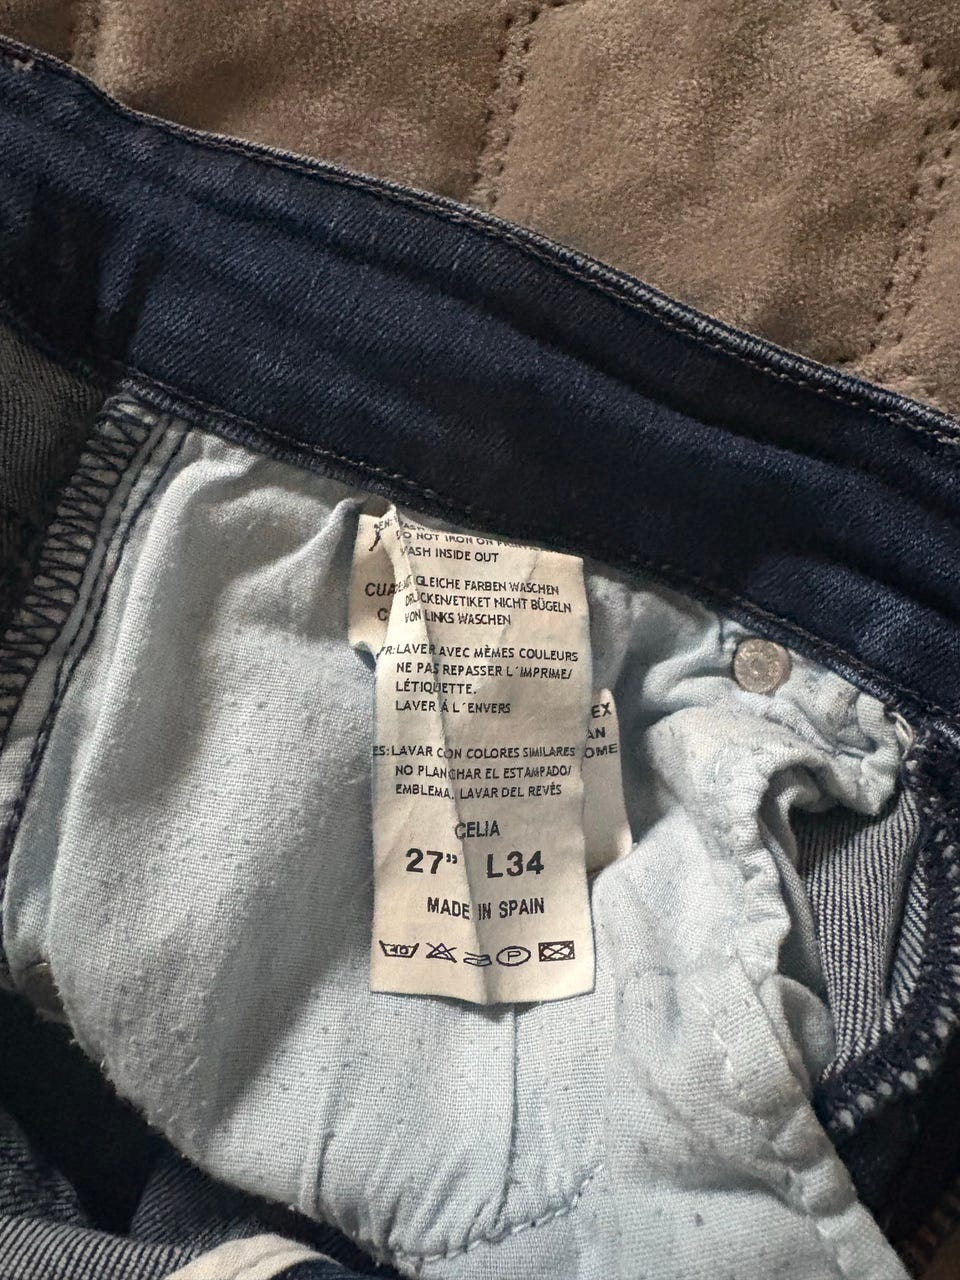 DO NOT IRON ON
WASH INSIDE OUT
GLEICHE FARBEN WASCHEN
DRUCKEN/ETIKET NICHT BÜGELN
VON LINKS WASCHEN
FR:LAVER AVEC MÈMES COULEURS
NE PAS REPASSER L´IMPRIME/
LÉTIQUETTE.
LAVER Á L´ENVERS
ES:LAVAR CON COLORES SIMILARES
NO PLANCHAR EL ESTAMPADO/
EMBLEMA. LAVAR DEL REVÉS
CELIA
27” L34
MADE IN SPAIN
P